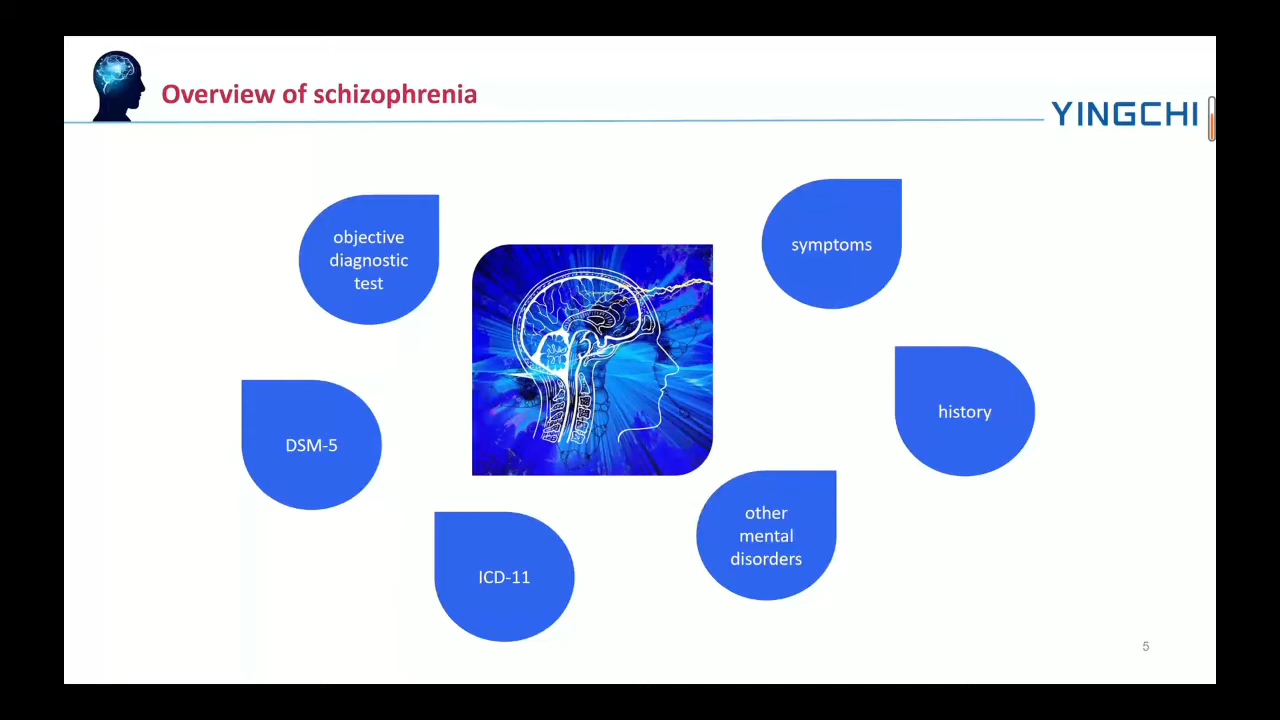 Overview of schizophrenia
YINGCHI
objective
diagnostic
test
symptoms
DSM-5
history
ICD-11
other
mental
disorders
5